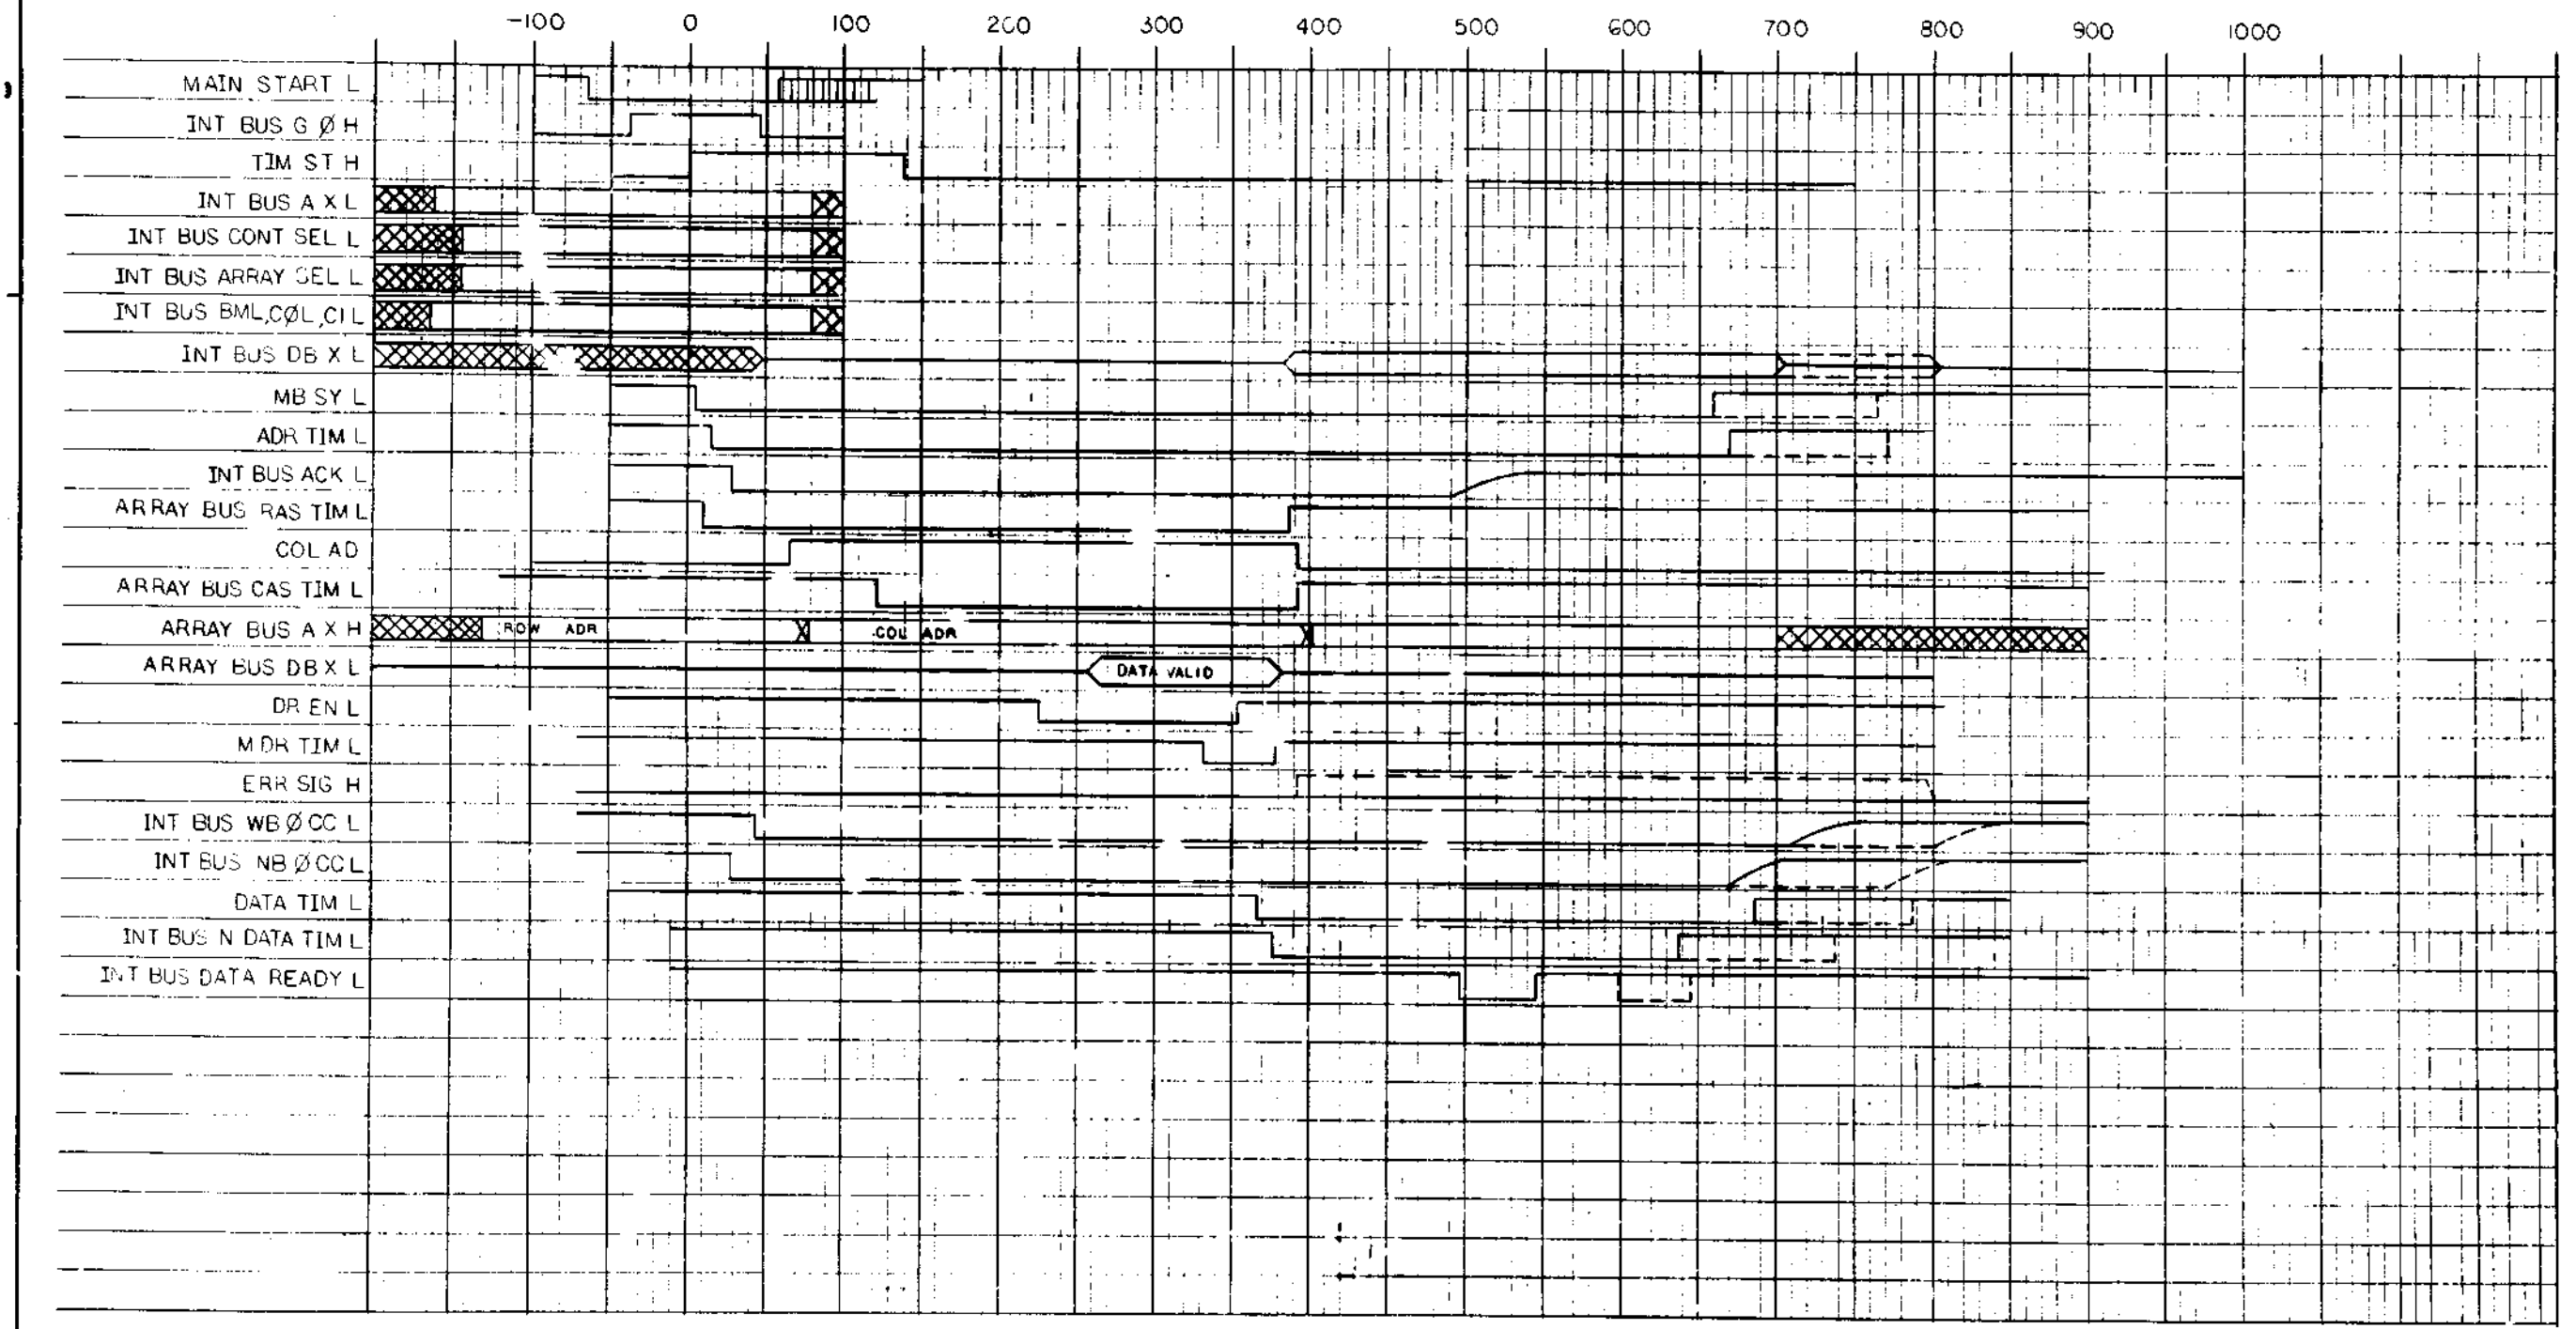 -100 0 100 200 300 400 500 600 700 800 900 1000
MAIN START L
INT BUS G Ø H
TIM ST H
INT BUS A X L
INT BUS CONT SEL L
INT BUS ARRAY SEL L
INT BUS BML,CØL,C1L
INT BUS DB X L
MB SY L
ADR TIM L
INT BUS ACK L
ARRAY BUS RAS TIM L
COL AD
ARRAY BUS CAS TIM L
ARRAY BUS A X H ROW ADR COL ADR
ARRAY BUS DB X L DATA VALID
DR EN L
MDR TIM L
ERR SIG H
INT BUS WB Ø CC L
INT BUS NB Ø CC L
DATA TIM L
INT BUS N DATA TIM L
INT BUS DATA READY L